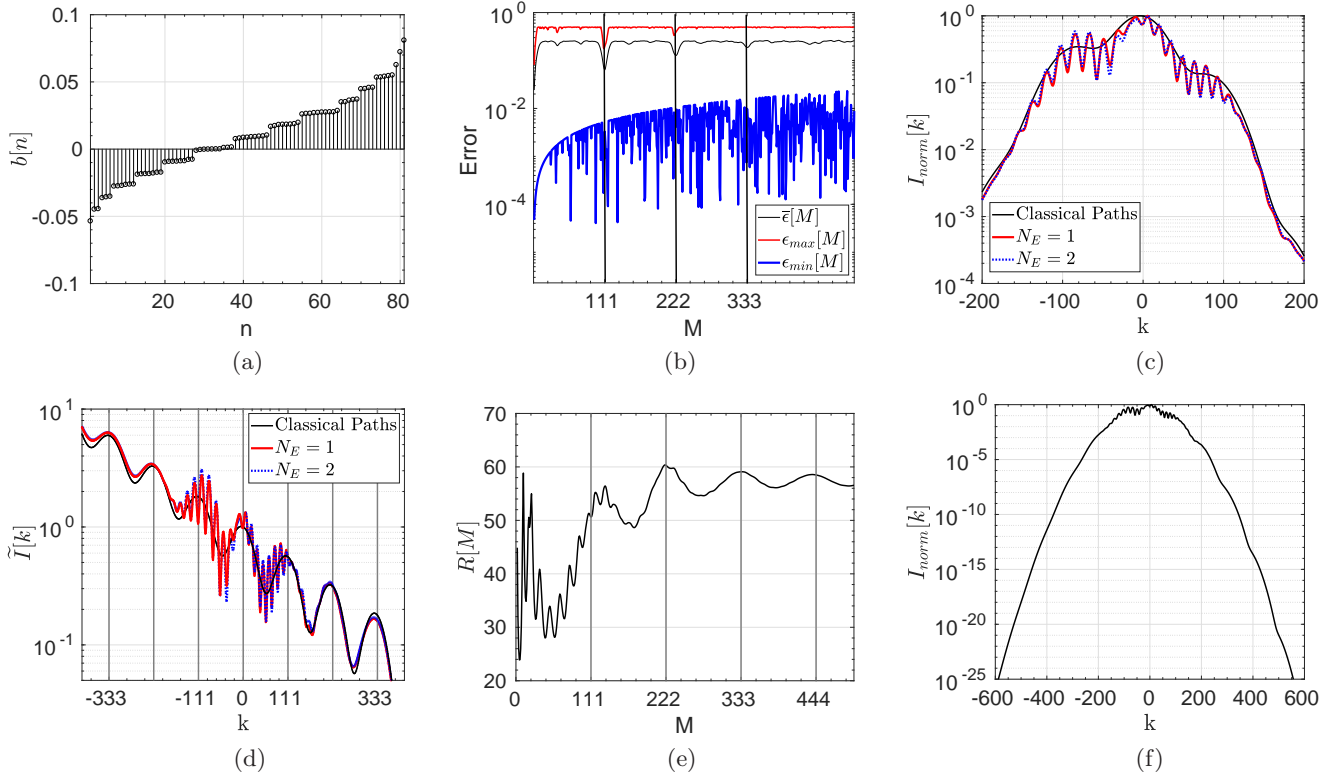 0.1
0.05
0
-0.05
-0.1
b[n]
20 40 60 80
n
(a)
10^0
10^-2
10^-4
Error
ε̅[M]
ε_max[M]
ε_min[M]
111 222 333
M
(b)
10^0
10^-1
10^-2
10^-3
10^-4
I_norm[k]
Classical Paths
N_E = 1
N_E = 2
-200 -100 0 100 200
k
(c)
10^1
10^0
10^-1
Ĩ[k]
Classical Paths
N_E = 1
N_E = 2
-333 -111 0 111 333
k
(d)
70
60
50
40
30
20
R[M]
0 111 222 333 444
M
(e)
10^0
10^-5
10^-10
10^-15
10^-20
10^-25
I_norm[k]
-600 -400 -200 0 200 400 600
k
(f)